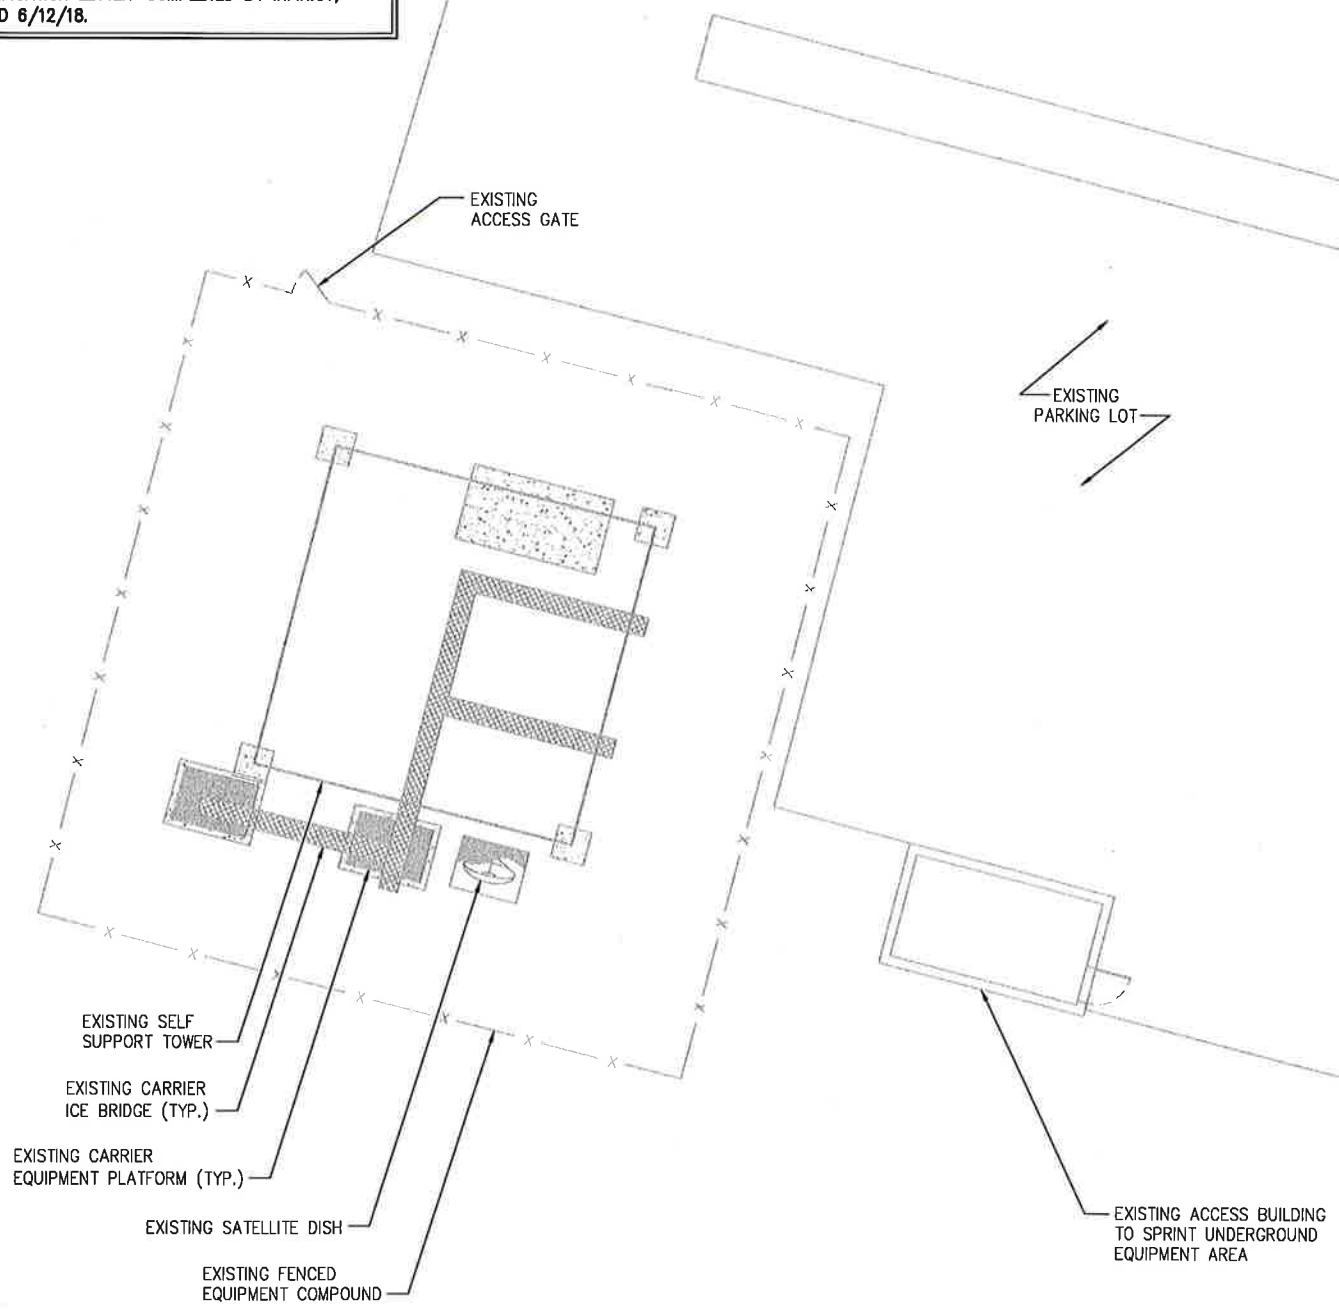 D 6/12/18.
EXISTING
ACCESS GATE
EXISTING
PARKING LOT
EXISTING SELF
SUPPORT TOWER
EXISTING CARRIER
ICE BRIDGE (TYP.)
EXISTING CARRIER
EQUIPMENT PLATFORM (TYP.)
EXISTING SATELLITE DISH
EXISTING FENCED
EQUIPMENT COMPOUND
EXISTING ACCESS BUILDING
TO SPRINT UNDERGROUND
EQUIPMENT AREA